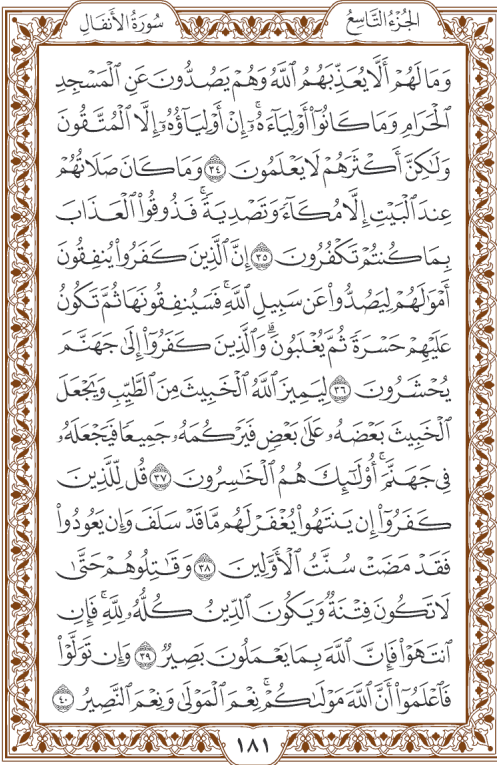 الجُزْءُ التَّاسِعُ
سُورَةُ الأَنفَالِ
وَمَا لَهُمْ أَلَّا يُعَذِّبَهُمُ ٱللَّهُ وَهُمْ يَصُدُّونَ عَنِ ٱلْمَسْجِدِ
ٱلْحَرَامِ وَمَا كَانُوٓا۟ أَوْلِيَآءَهُۥٓ ۚ إِنْ أَوْلِيَآؤُهُۥٓ إِلَّا ٱلْمُتَّقُونَ
وَلَٰكِنَّ أَكْثَرَهُمْ لَا يَعْلَمُونَ ٣٤ وَمَا كَانَ صَلَاتُهُمْ
عِندَ ٱلْبَيْتِ إِلَّا مُكَآءً وَتَصْدِيَةً ۚ فَذُوقُوا۟ ٱلْعَذَابَ
بِمَا كُنتُمْ تَكْفُرُونَ ٣٥ إِنَّ ٱلَّذِينَ كَفَرُوا۟ يُنفِقُونَ
أَمْوَٰلَهُمْ لِيَصُدُّوا۟ عَن سَبِيلِ ٱللَّهِ ۚ فَسَيُنفِقُونَهَا ثُمَّ تَكُونُ
عَلَيْهِمْ حَسْرَةً ثُمَّ يُغْلَبُونَ ۗ وَٱلَّذِينَ كَفَرُوٓا۟ إِلَىٰ جَهَنَّمَ
يُحْشَرُونَ ٣٦ لِيَمِيزَ ٱللَّهُ ٱلْخَبِيثَ مِنَ ٱلطَّيِّبِ وَيَجْعَلَ
ٱلْخَبِيثَ بَعْضَهُۥ عَلَىٰ بَعْضٍ فَيَرْكُمَهُۥ جَمِيعًا فَيَجْعَلَهُۥ
فِى جَهَنَّمَ ۚ أُو۟لَٰٓئِكَ هُمُ ٱلْخَٰسِرُونَ ٣٧ قُل لِّلَّذِينَ
كَفَرُوٓا۟ إِن يَنتَهُوا۟ يُغْفَرْ لَهُم مَّا قَدْ سَلَفَ وَإِن يَعُودُوا۟
فَقَدْ مَضَتْ سُنَّتُ ٱلْأَوَّلِينَ ٣٨ وَقَٰتِلُوهُمْ حَتَّىٰ
لَا تَكُونَ فِتْنَةٌ وَيَكُونَ ٱلدِّينُ كُلُّهُۥ لِلَّهِ ۚ فَإِنِ
ٱنتَهَوْا۟ فَإِنَّ ٱللَّهَ بِمَا يَعْمَلُونَ بَصِيرٌ ٣٩ وَإِن تَوَلَّوْا۟
فَٱعْلَمُوٓا۟ أَنَّ ٱللَّهَ مَوْلَىٰكُمْ ۚ نِعْمَ ٱلْمَوْلَىٰ وَنِعْمَ ٱلنَّصِيرُ ٤٠
١٨١